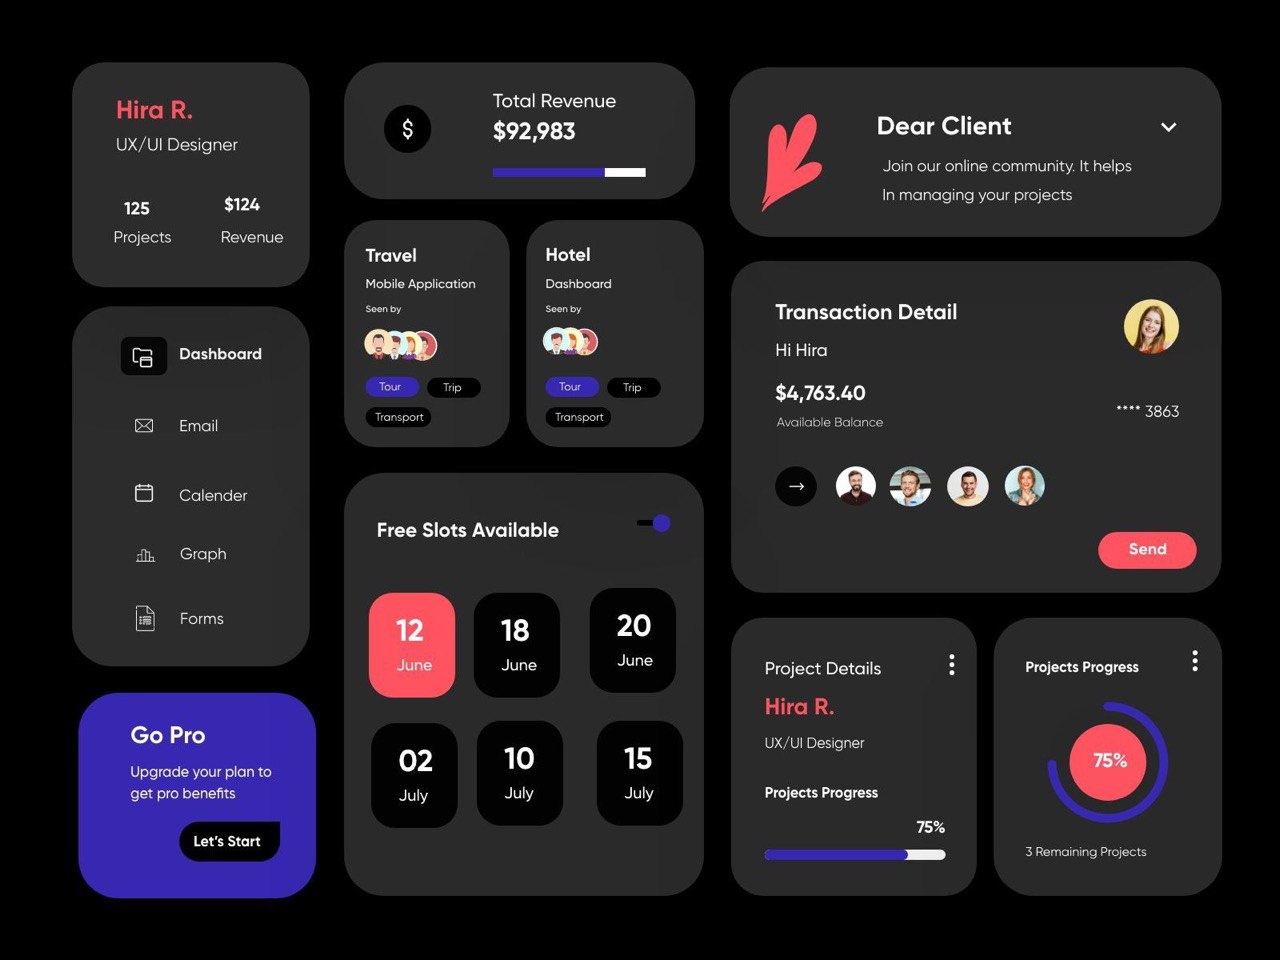 Hira R.
UX/UI Designer
125
Projects
$124
Revenue
Dashboard
Email
Calender
Graph
Forms
Go Pro
Upgrade your plan to
get pro benefits
Let's Start
$
Total Revenue
$92,983
Travel
Mobile Application
Seen by
Tour
Trip
Transport
Hotel
Dashboard
Seen by
Tour
Trip
Transport
Free Slots Available
12
June
18
June
20
June
02
July
10
July
15
July
Dear Client
Join our online community. It helps
In managing your projects
Transaction Detail
Hi Hira
$4,763.40
Available Balance
**** 3863
Send
Project Details
Hira R.
UX/UI Designer
Projects Progress
75%
Projects Progress
75%
3 Remaining Projects